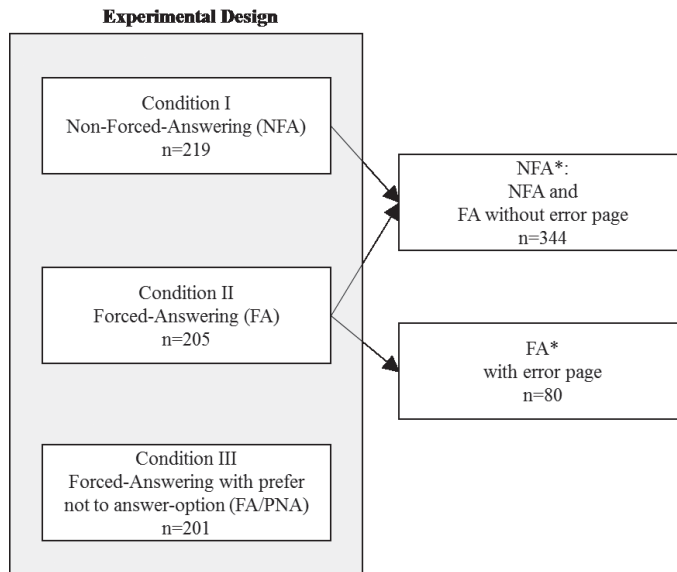 Experimental Design
Condition I
Non-Forced-Answering (NFA)
n=219
NFA*:
NFA and
FA without error page
n=344
Condition II
Forced-Answering (FA)
n=205
FA*
with error page
n=80
Condition III
Forced-Answering with prefer
not to answer-option (FA/PNA)
n=201